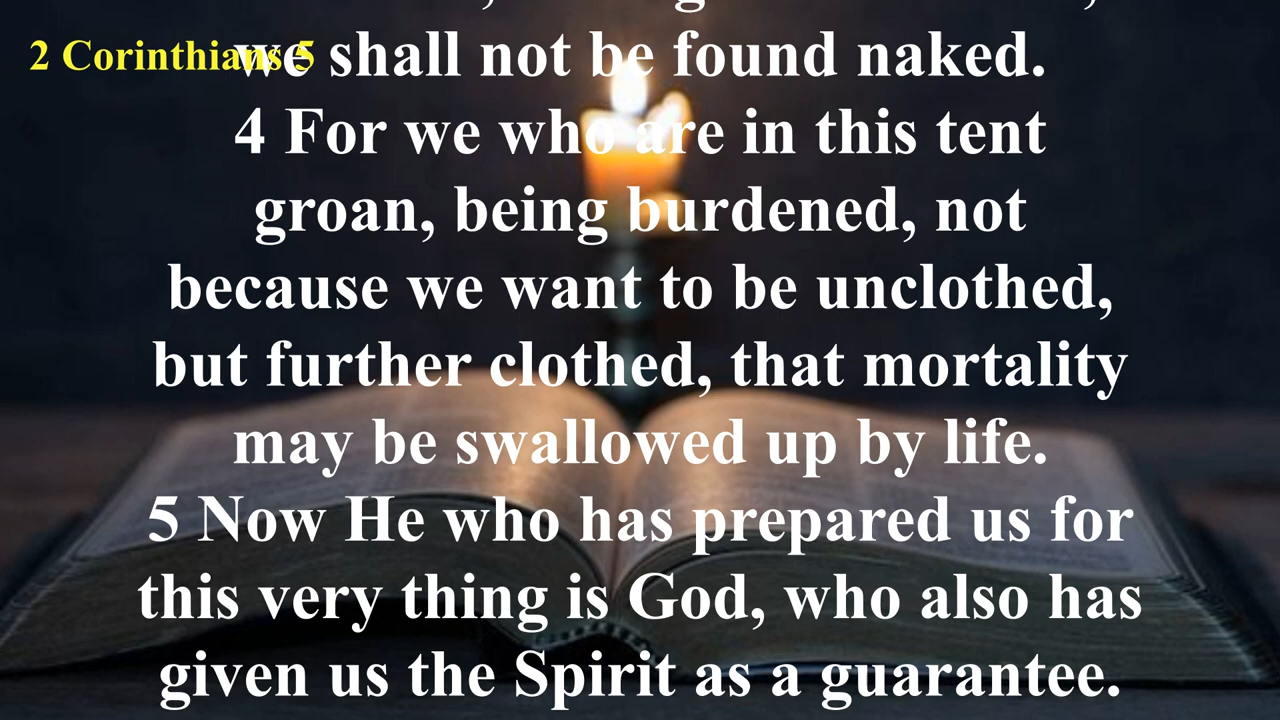 2 Corinthians 5
we shall not be found naked.
4 For we who are in this tent
groan, being burdened, not
because we want to be unclothed,
but further clothed, that mortality
may be swallowed up by life.
5 Now He who has prepared us for
this very thing is God, who also has
given us the Spirit as a guarantee.